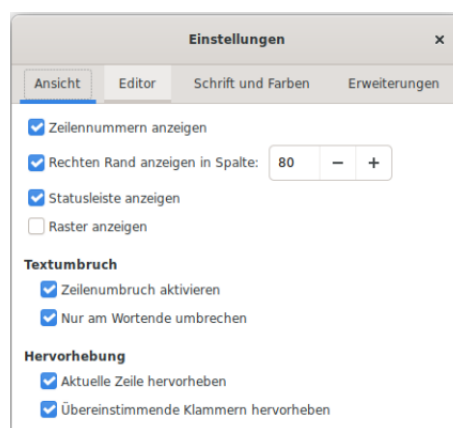 Einstellungen ×
Ansicht Editor Schrift und Farben Erweiterungen
Zeilennummern anzeigen
Rechten Rand anzeigen in Spalte: 80 − +
Statusleiste anzeigen
Raster anzeigen
Textumbruch
Zeilenumbruch aktivieren
Nur am Wortende umbrechen
Hervorhebung
Aktuelle Zeile hervorheben
Übereinstimmende Klammern hervorheben